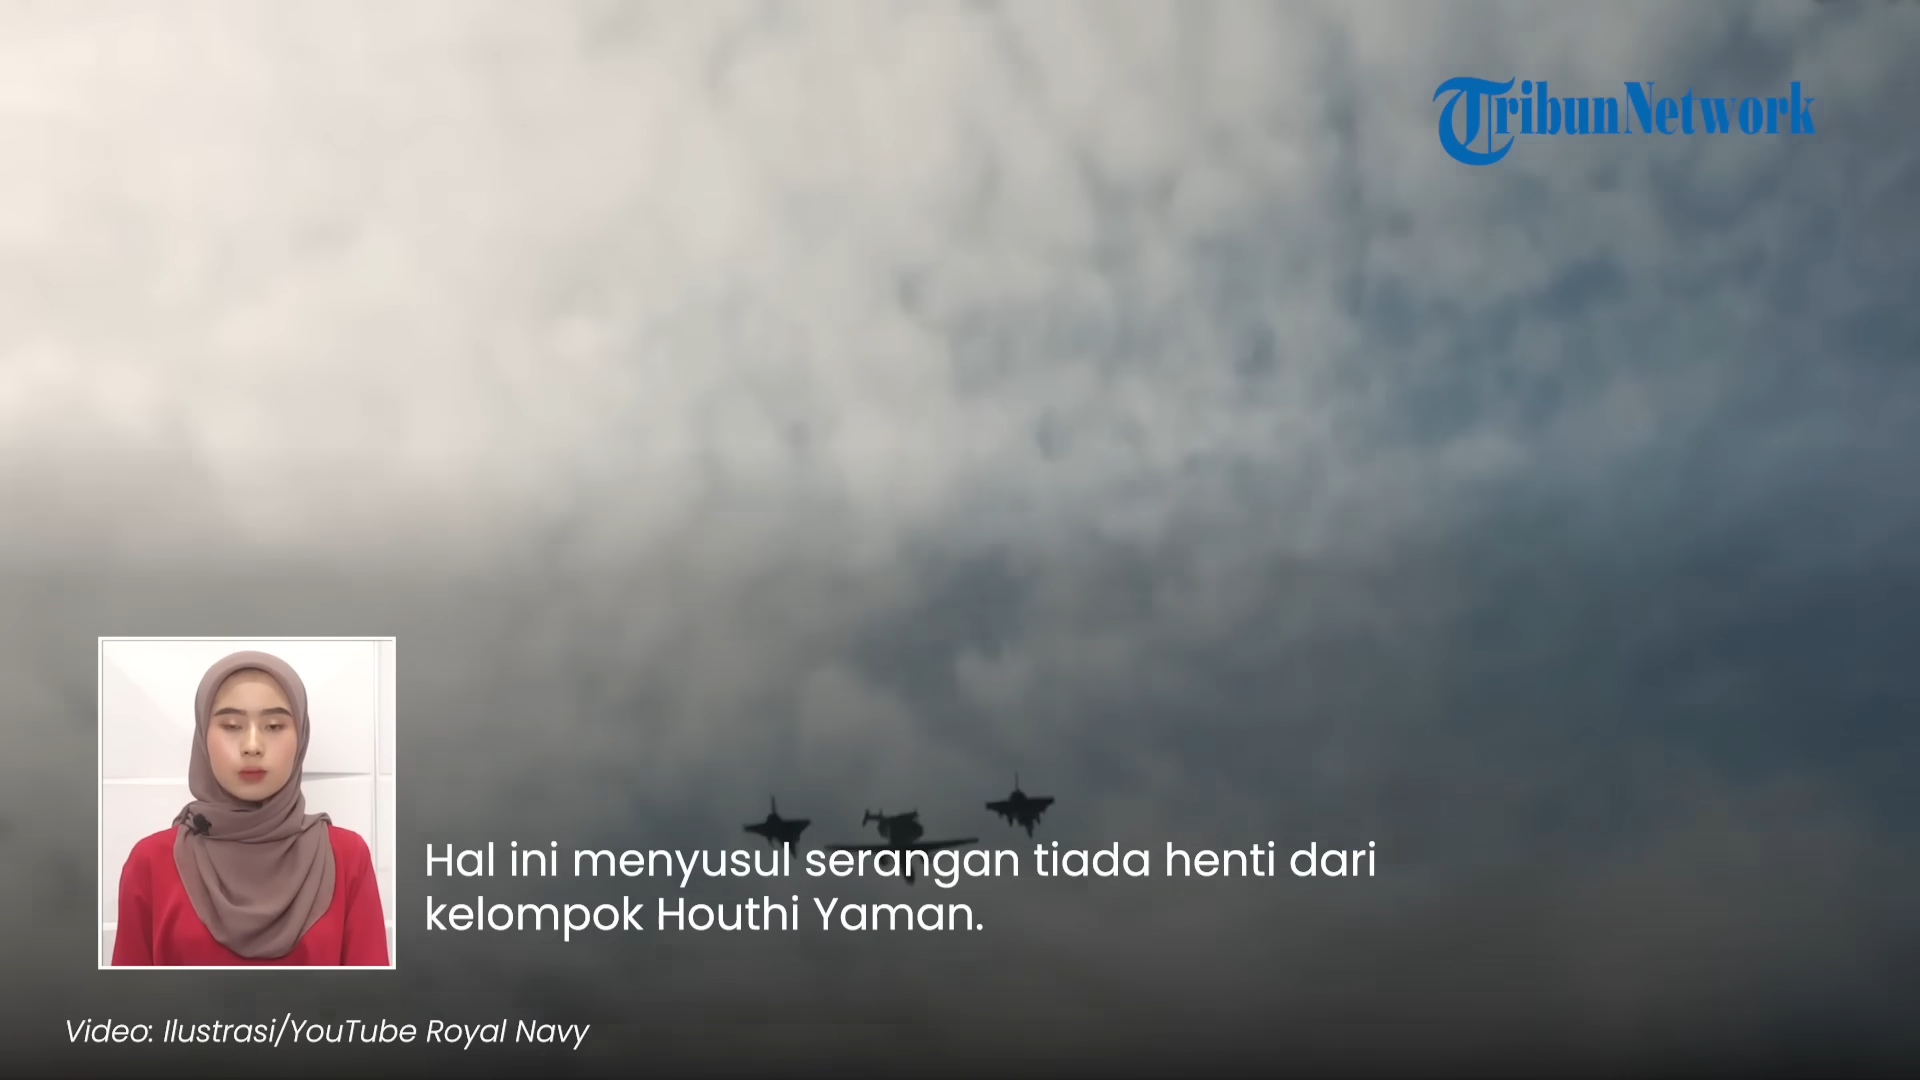 TribunNetwork
Hal ini menyusul serangan tiada henti dari
kelompok Houthi Yaman.
Video: Ilustrasi/YouTube Royal Navy